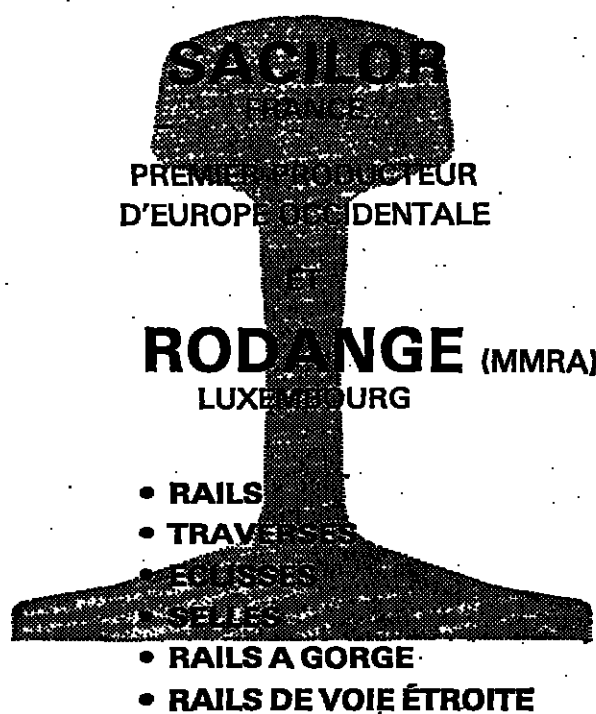 SACILOR
FRANCE
PREMIER PRODUCTEUR
D'EUROPE OCCIDENTALE
ET
RODANGE (MMRA)
LUXEMBOURG
• RAILS
• TRAVERSES
• ECLISSES
• SELLES
• RAILS A GORGE
• RAILS DE VOIE ÉTROITE